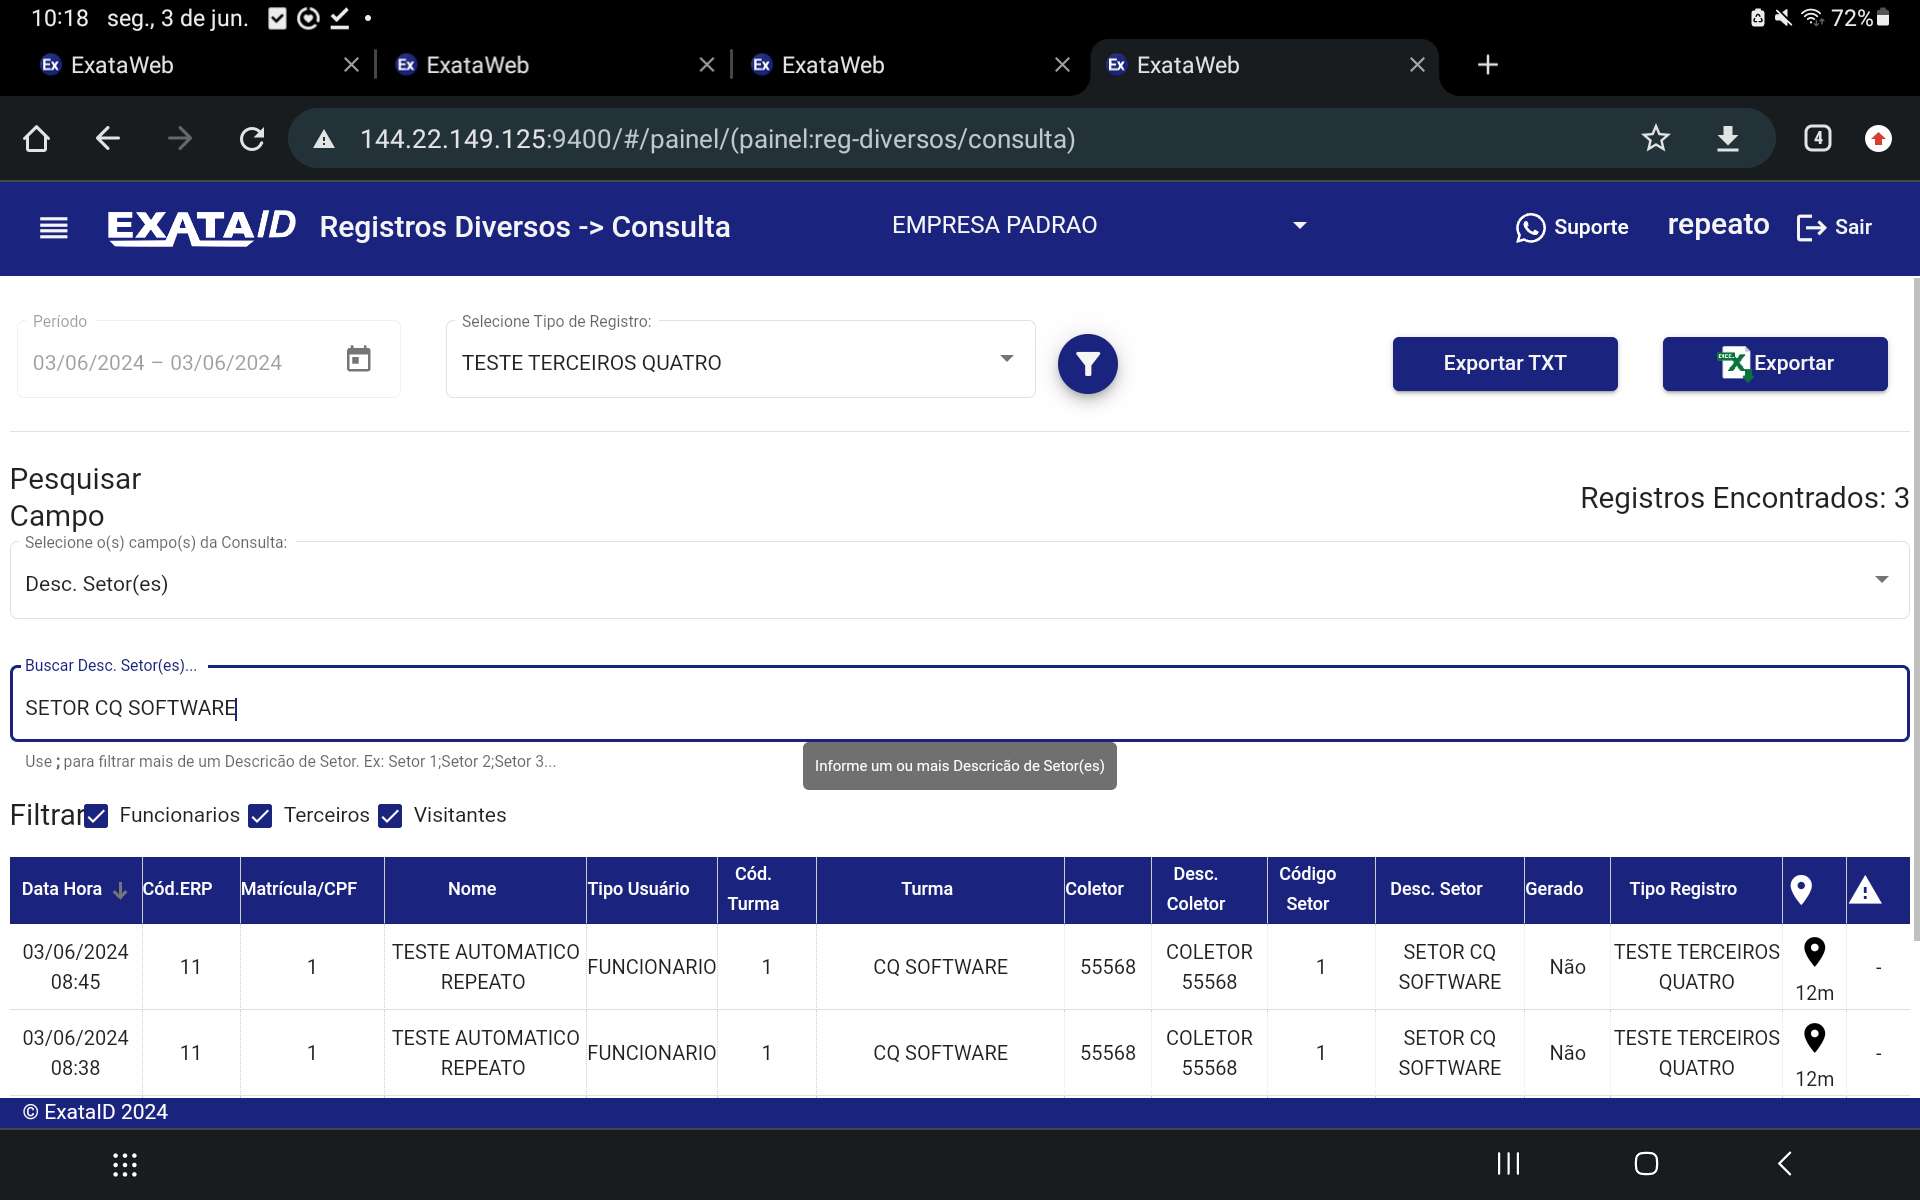 10:18 seg., 3 de jun. 72%
Ex ExataWeb Ex ExataWeb Ex ExataWeb Ex ExataWeb
144.22.149.125:9400/#/painel/(painel:reg-diversos/consulta) 4
EXATA/ID Registros Diversos -> Consulta EMPRESA PADRAO Suporte repeato Sair
Período
03/06/2024 – 03/06/2024
Selecione Tipo de Registro:
TESTE TERCEIROS QUATRO
Exportar TXT
Exportar
Pesquisar
Campo
Registros Encontrados: 3
Selecione o(s) campo(s) da Consulta:
Desc. Setor(es)
Buscar Desc. Setor(es)...
SETOR CQ SOFTWARE
Use ; para filtrar mais de um Descricão de Setor. Ex: Setor 1;Setor 2;Setor 3...
Informe um ou mais Descricão de Setor(es)
Filtrar Funcionarios Terceiros Visitantes
Data Hora Cód.ERP Matrícula/CPF Nome Tipo Usuário Cód. Turma Turma Coletor Desc. Coletor Código Setor Desc. Setor Gerado Tipo Registro
03/06/2024 08:45 11 1 TESTE AUTOMATICO REPEATO FUNCIONARIO 1 CQ SOFTWARE 55568 COLETOR 55568 1 SETOR CQ SOFTWARE Não TESTE TERCEIROS QUATRO 12m -
03/06/2024 08:38 11 1 TESTE AUTOMATICO REPEATO FUNCIONARIO 1 CQ SOFTWARE 55568 COLETOR 55568 1 SETOR CQ SOFTWARE Não TESTE TERCEIROS QUATRO 12m -
© ExataID 2024